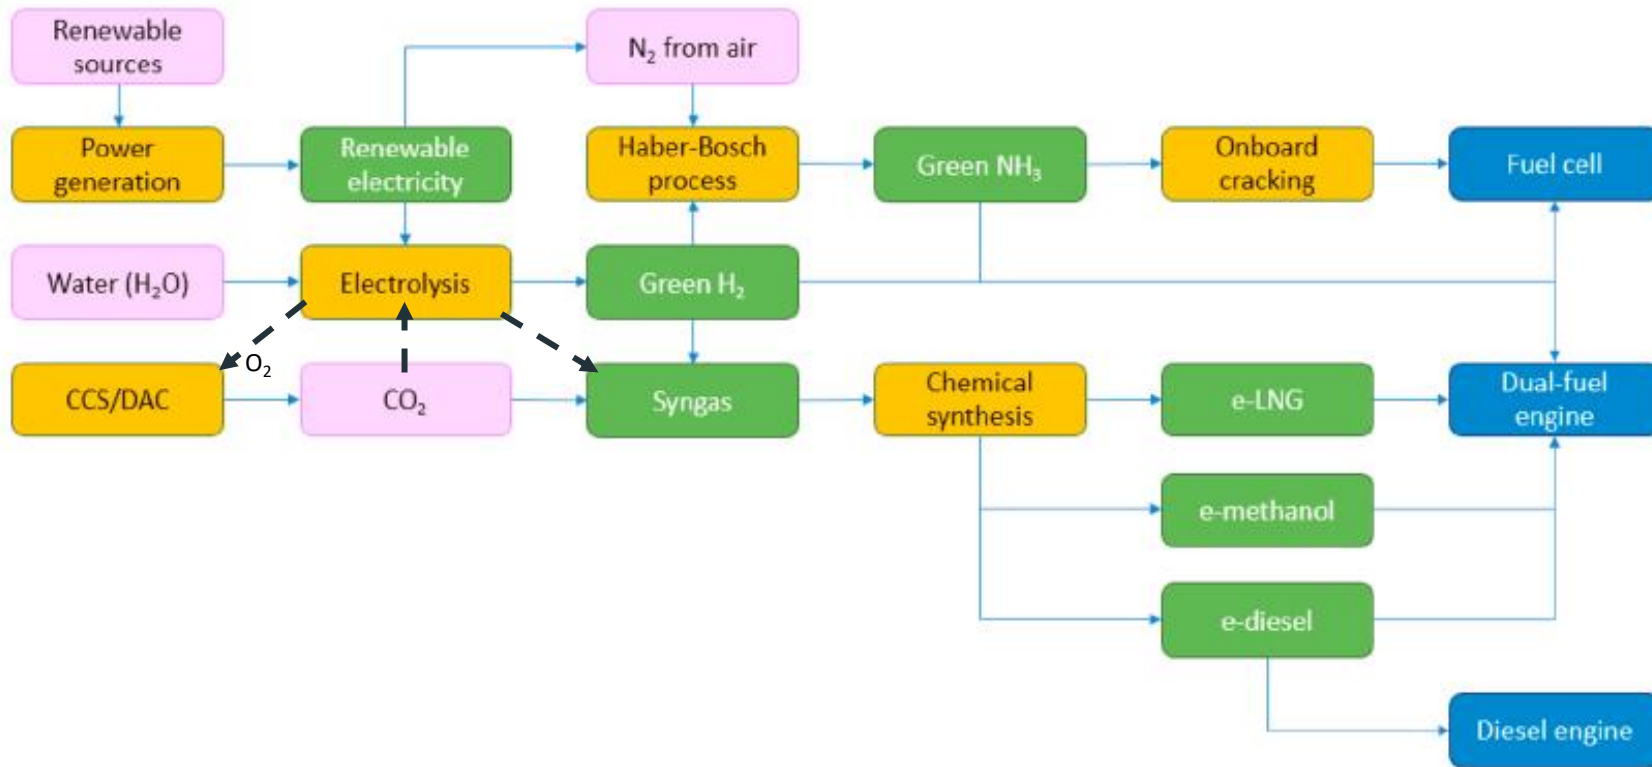 Renewable
sources
N₂ from air
Power
generation
Renewable
electricity
Haber-Bosch
process
Green NH₃
Onboard
cracking
Fuel cell
Water (H₂O)
Electrolysis
Green H₂
O₂
CCS/DAC
CO₂
Syngas
Chemical
synthesis
e-LNG
Dual-fuel
engine
e-methanol
e-diesel
Diesel engine